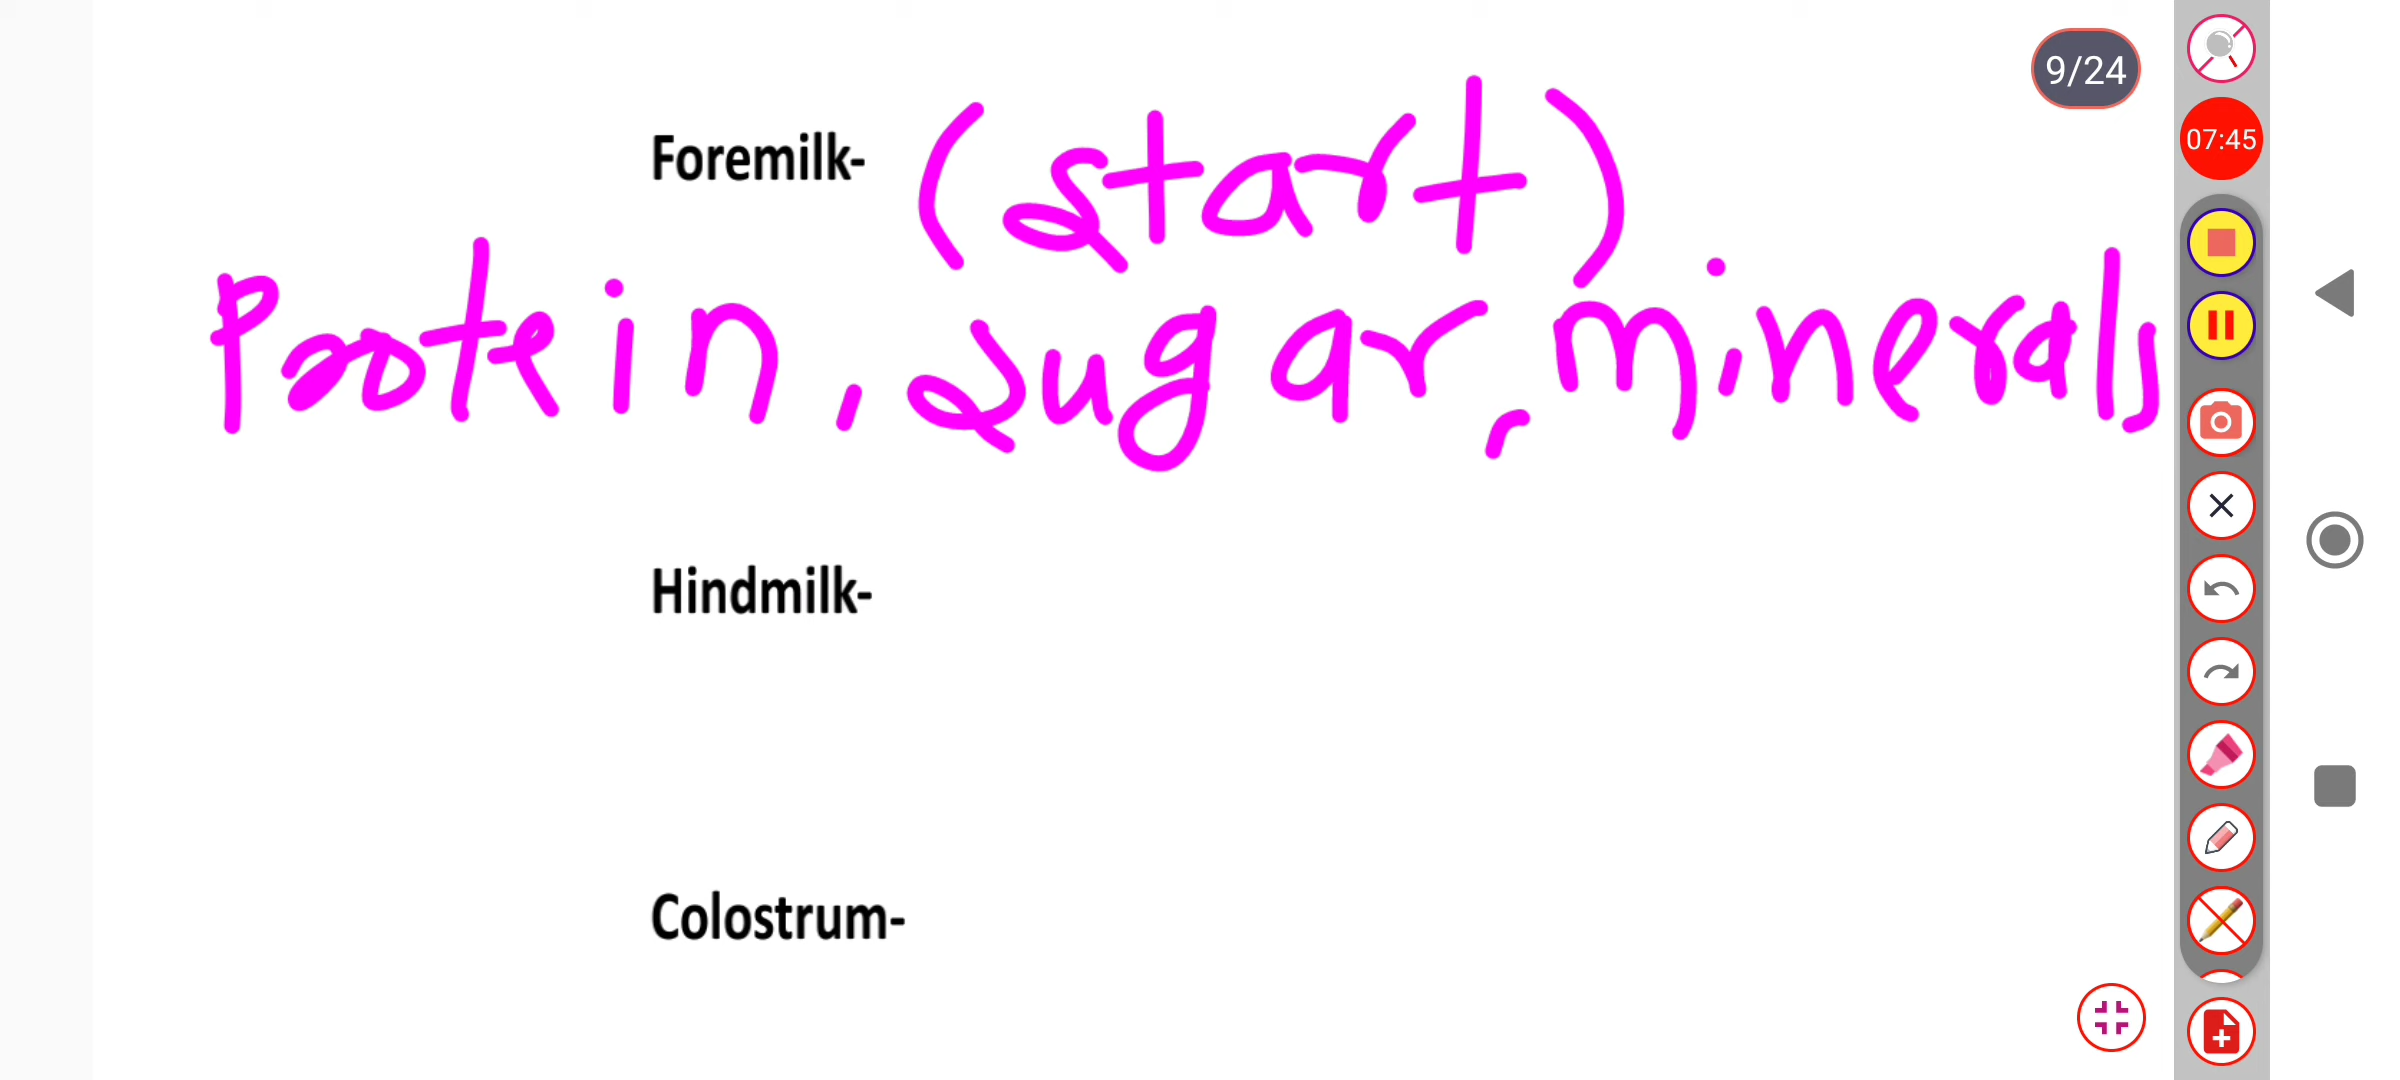 9/24
Foremilk- (start)
07:45
Protein, sugar, minerals
Hindmilk-
Colostrum-